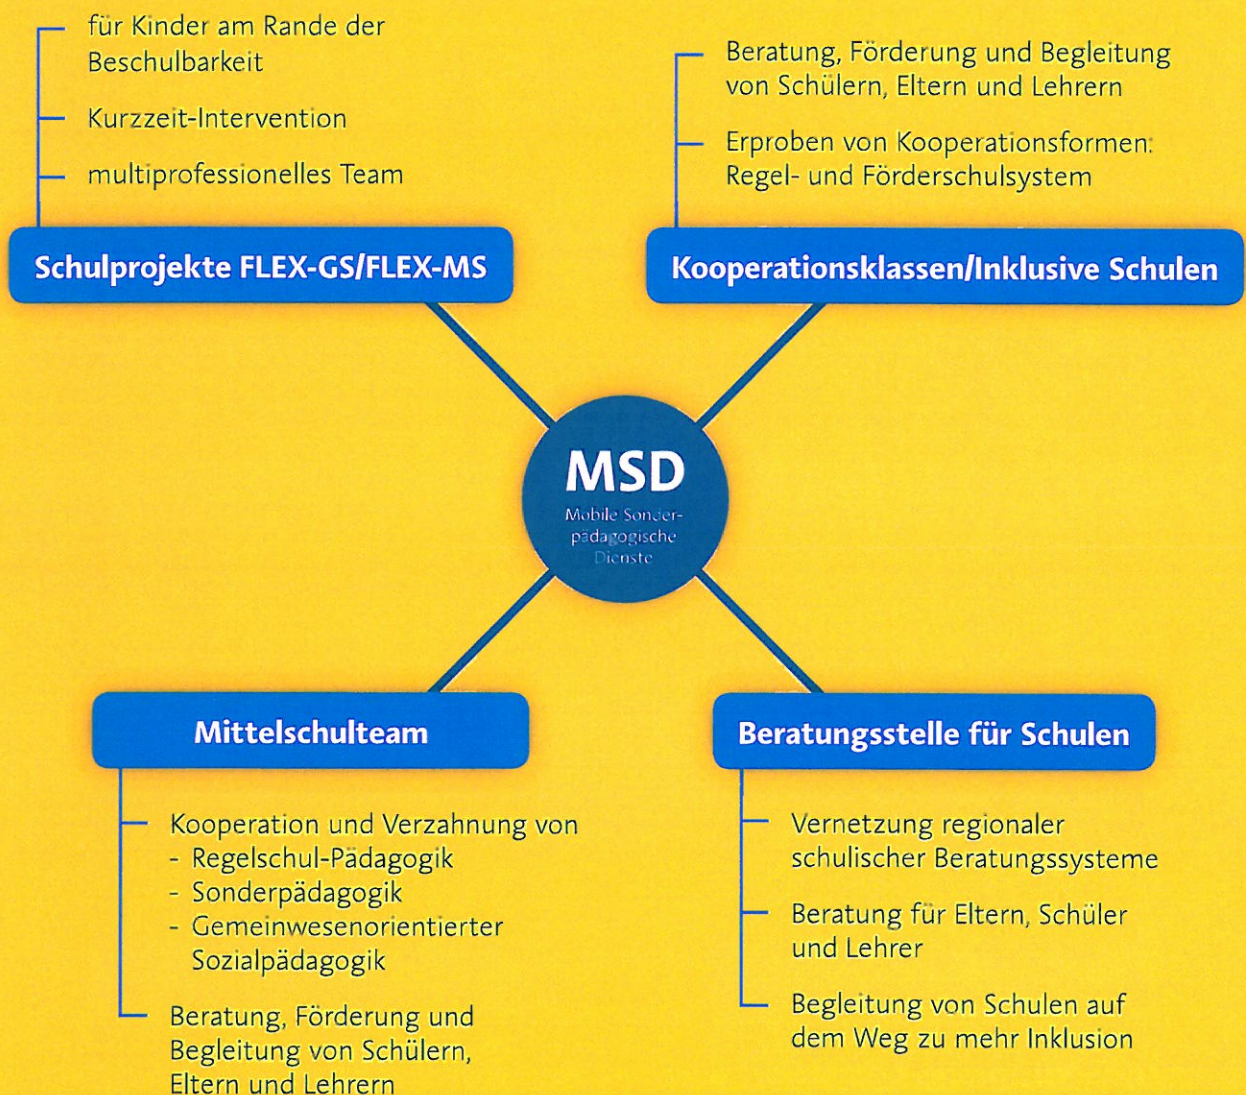 für Kinder am Rande der
Beschulbarkeit
Kurzzeit-Intervention
multiprofessionelles Team
Schulprojekte FLEX-GS/FLEX-MS
Beratung, Förderung und Begleitung
von Schülern, Eltern und Lehrern
Erproben von Kooperationsformen:
Regel- und Förderschulsystem
Kooperationsklassen/Inklusive Schulen
MSD
Mobile Sonder-
pädagogische
Dienste
Mittelschulteam
Kooperation und Verzahnung von
- Regelschul-Pädagogik
- Sonderpädagogik
- Gemeinwesenorientierter
Sozialpädagogik
Beratung, Förderung und
Begleitung von Schülern,
Eltern und Lehrern
Beratungsstelle für Schulen
Vernetzung regionaler
schulischer Beratungssysteme
Beratung für Eltern, Schüler
und Lehrer
Begleitung von Schulen auf
dem Weg zu mehr Inklusion